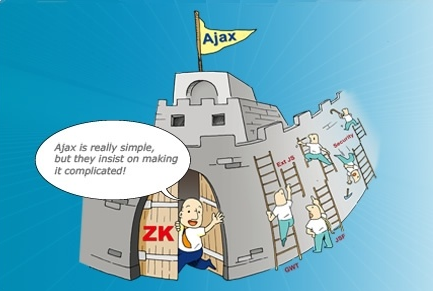 Ajax
Ajax is really simple,
but they insist on making
it complicated!
ZK
Ext JS
Security
GWT
JSF